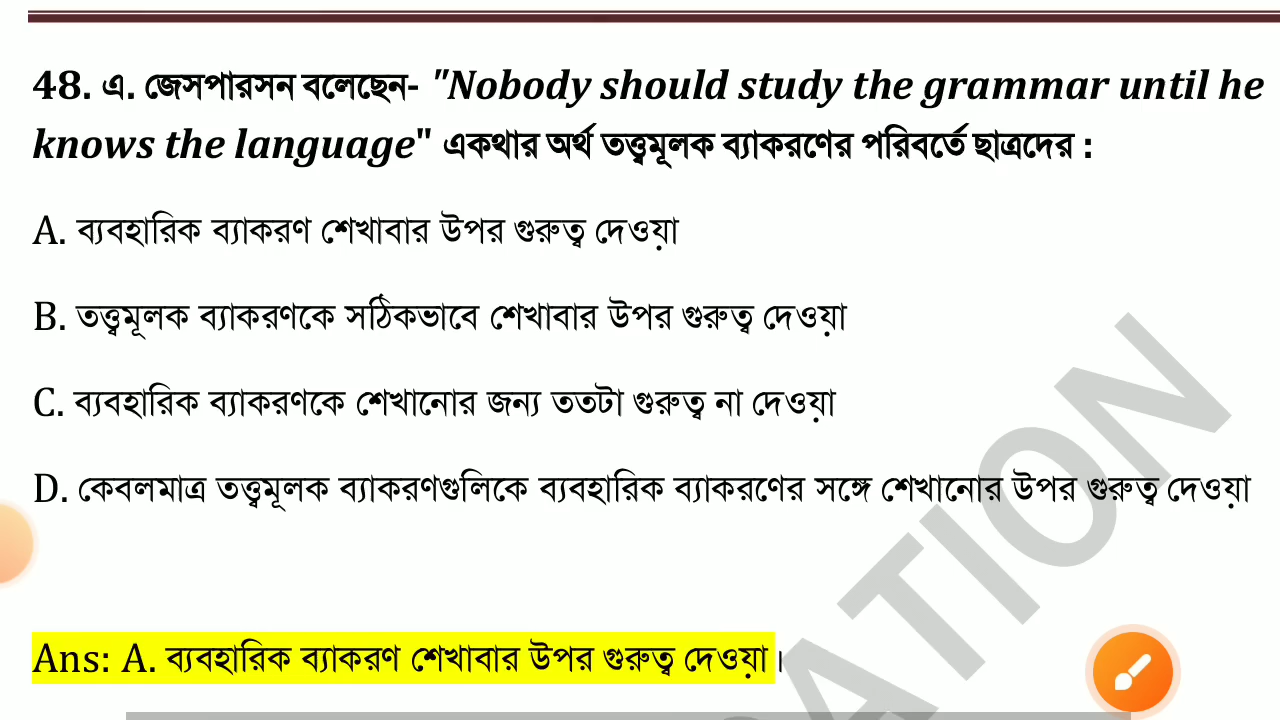 48. এ. জেসপারসন বলেছেন- "Nobody should study the grammar until he
knows the language" একথার অর্থ তত্ত্বমূলক ব্যাকরণের পরিবর্তে ছাত্রদের :
A. ব্যবহারিক ব্যাকরণ শেখাবার উপর গুরুত্ব দেওয়া
B. তত্ত্বমূলক ব্যাকরণকে সঠিকভাবে শেখাবার উপর গুরুত্ব দেওয়া
C. ব্যবহারিক ব্যাকরণকে শেখানোর জন্য ততটা গুরুত্ব না দেওয়া
D. কেবলমাত্র তত্ত্বমূলক ব্যাকরণগুলিকে ব্যবহারিক ব্যাকরণের সঙ্গে শেখানোর উপর গুরুত্ব দেওয়া
Ans: A. ব্যবহারিক ব্যাকরণ শেখাবার উপর গুরুত্ব দেওয়া।
ATION